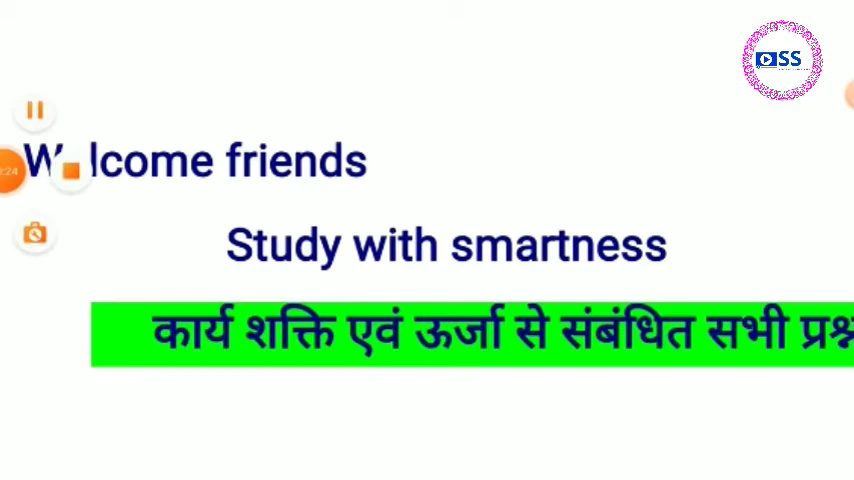 SS
Welcome friends
Study with smartness
कार्य शक्ति एवं ऊर्जा से संबंधित सभी